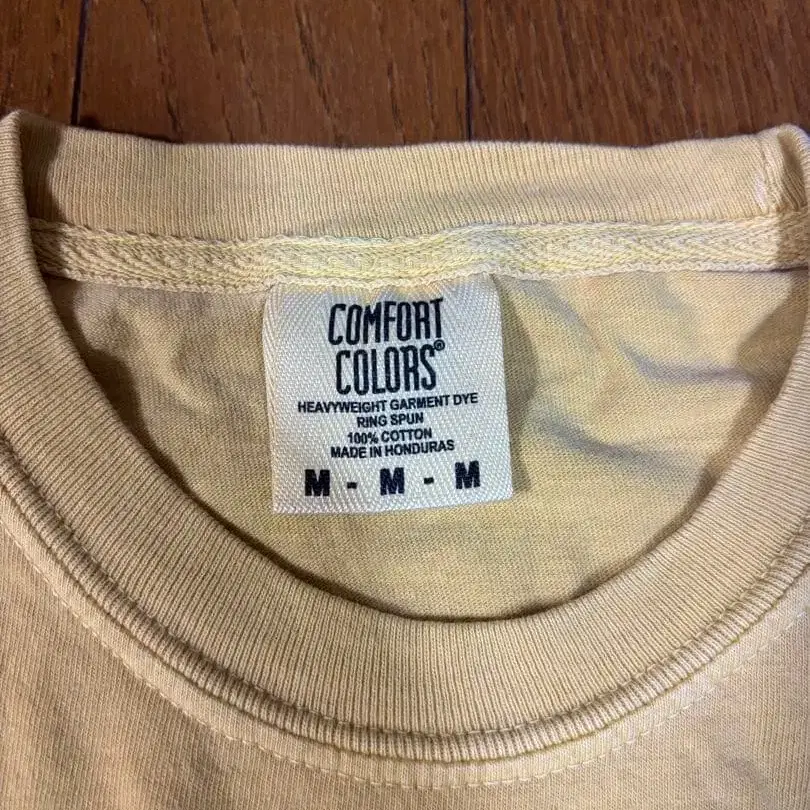 COMFORT
COLORS®
HEAVYWEIGHT GARMENT DYE
RING SPUN
100% COTTON
MADE IN HONDURAS
M - M - M